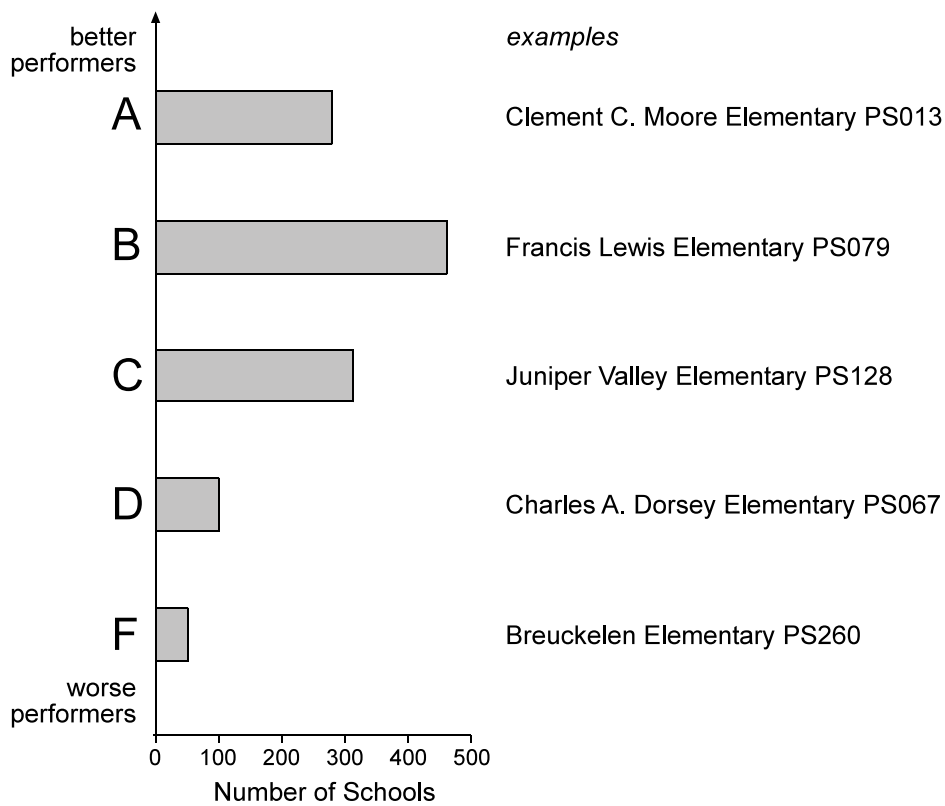 better
performers
examples
A
Clement C. Moore Elementary PS013
B
Francis Lewis Elementary PS079
C
Juniper Valley Elementary PS128
D
Charles A. Dorsey Elementary PS067
F
Breuckelen Elementary PS260
worse
performers
0 100 200 300 400 500
Number of Schools